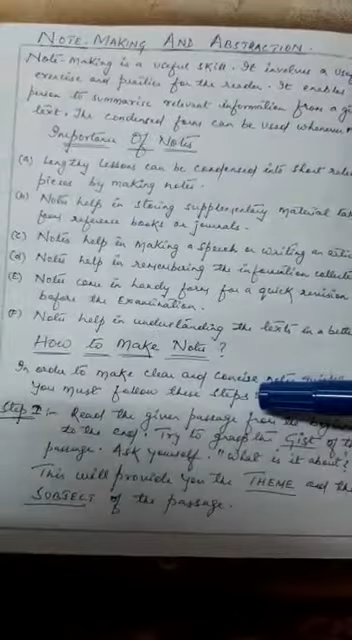 NOTE-MAKING AND ABSTRACTION.
Note-making is a useful skill. It involves a
exercise and practice for the reader. It enables
person to summarise relevant information from a
text. The condensed form can be used whenever
Importance Of Notes
(a) Lengthy lessons can be condensed into short
pieces by making notes.
(b) Notes help in storing supplementary material
from reference books or journals.
(c) Notes help in making a speech or writing an
(d) Notes help in remembering the information
(E) Notes come in handy form for a quick revision
before the Examination.
(F) Notes help in understanding the texts in a
HOW TO MAKE NOTES?
In order to make clear and concise
You must follow these steps
Step I :- Read the given passage from the
to the end. Try to grasp the GIST of
passage. Ask yourself. "What is it about?
This will provide you the THEME and the
SUBJECT of the passage.